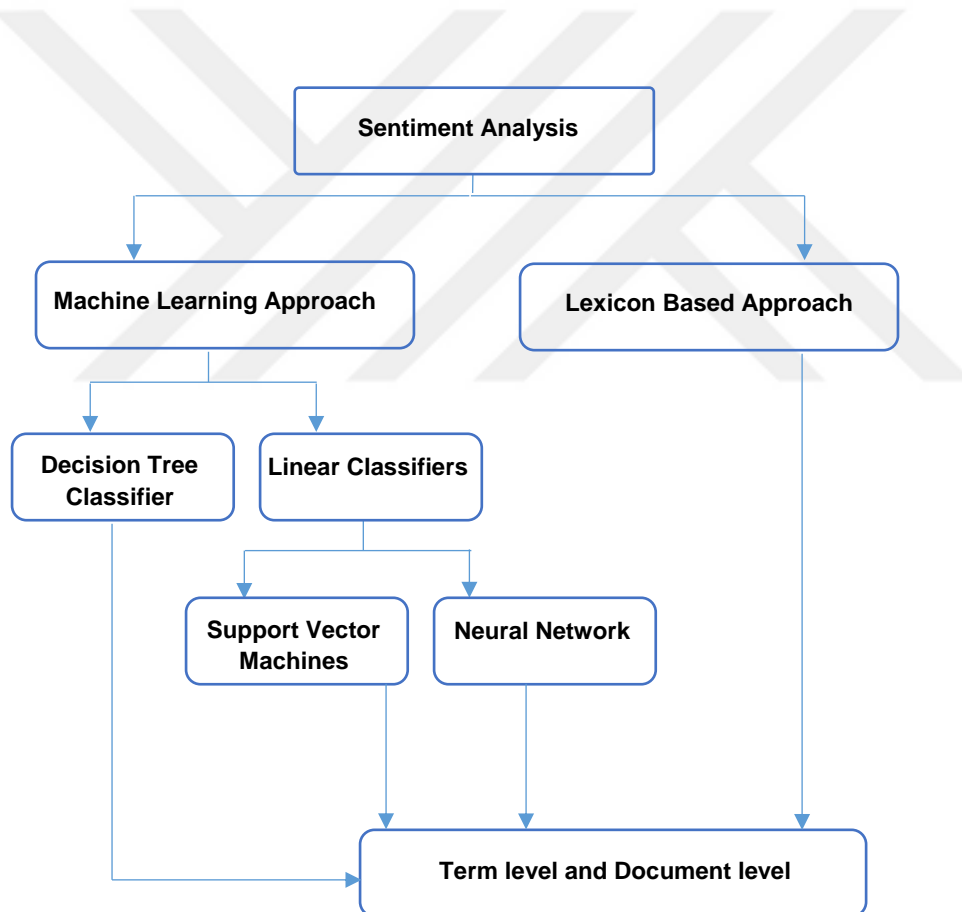 Sentiment Analysis
Machine Learning Approach
Lexicon Based Approach
Decision Tree
Classifier
Linear Classifiers
Support Vector
Machines
Neural Network
Term level and Document level